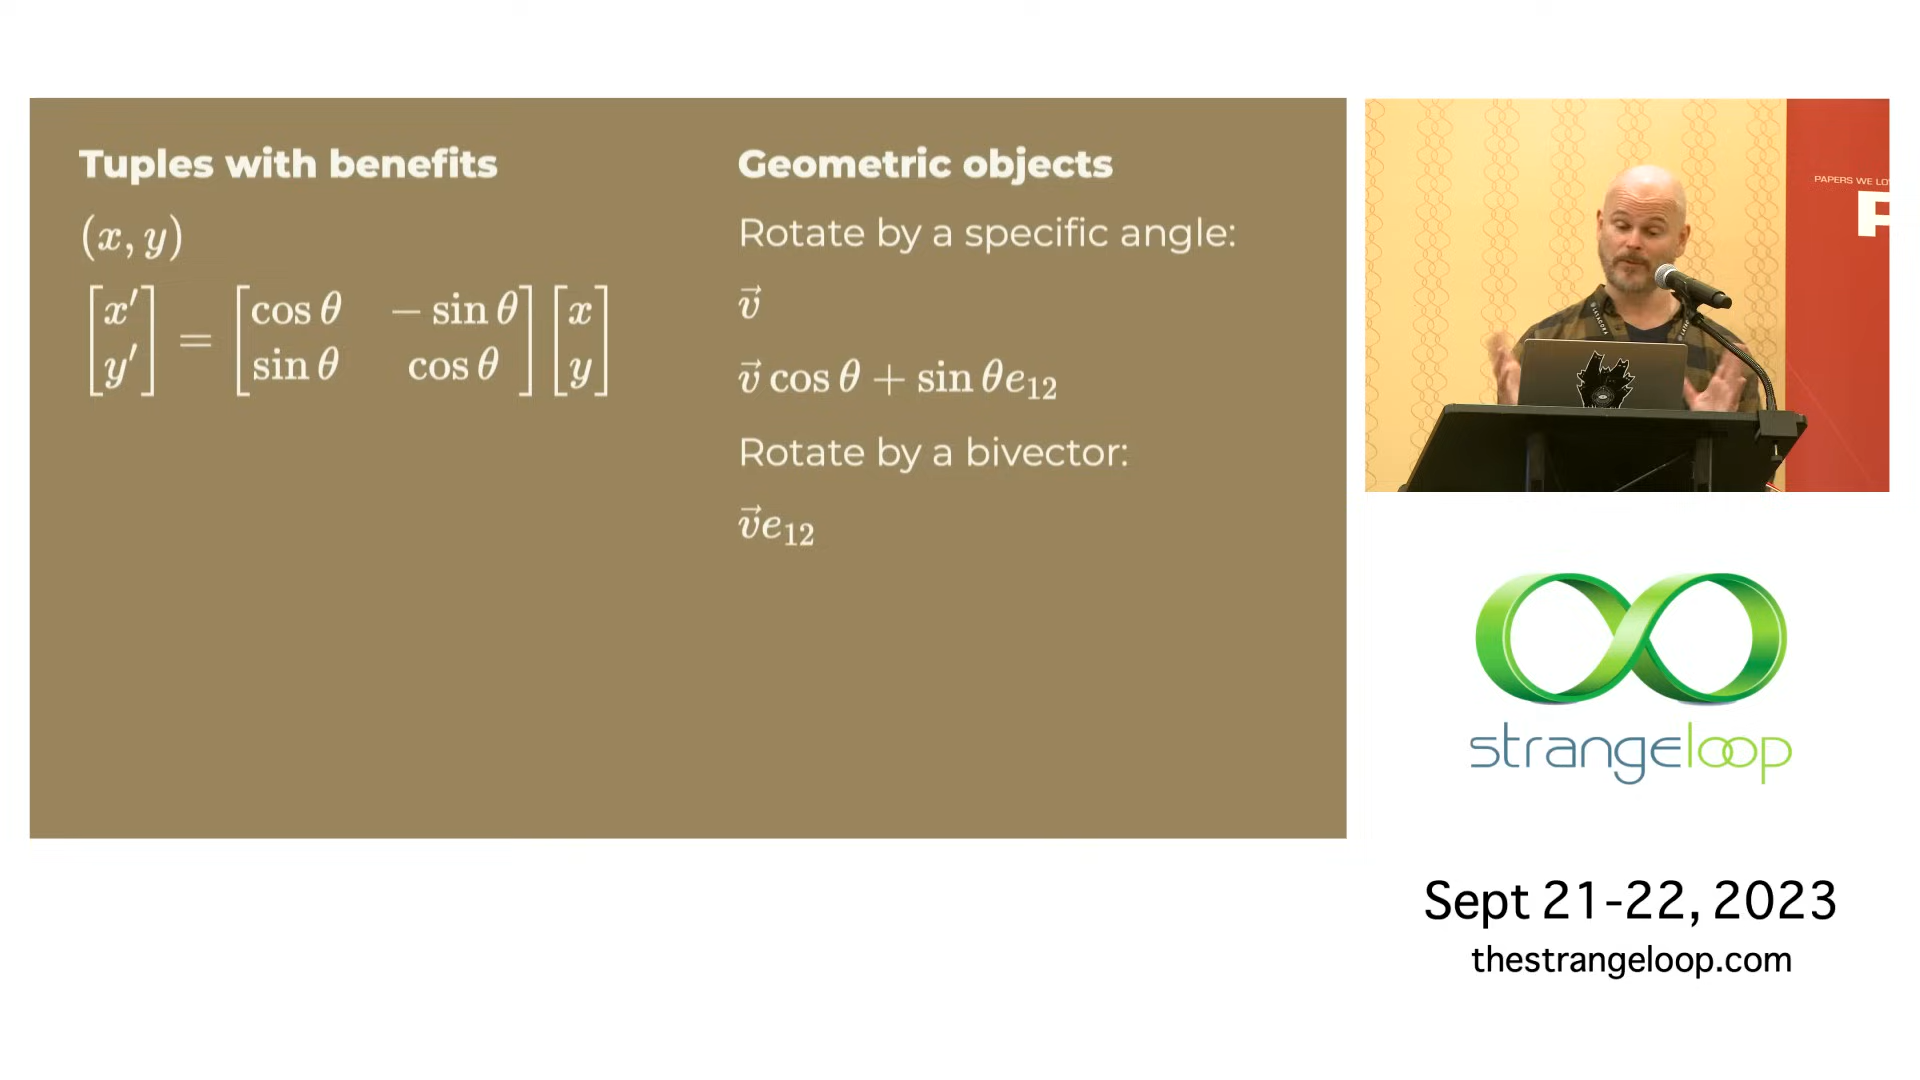 Tuples with benefits
(x, y)
[x′ y′] = [cos θ − sin θ sin θ cos θ] [x y]
Geometric objects
Rotate by a specific angle:
v⃗
v⃗ cos θ + sin θe₁₂
Rotate by a bivector:
v⃗e₁₂
PAPERS WE LO
P
strangeloop
Sept 21-22, 2023
thestrangeloop.com